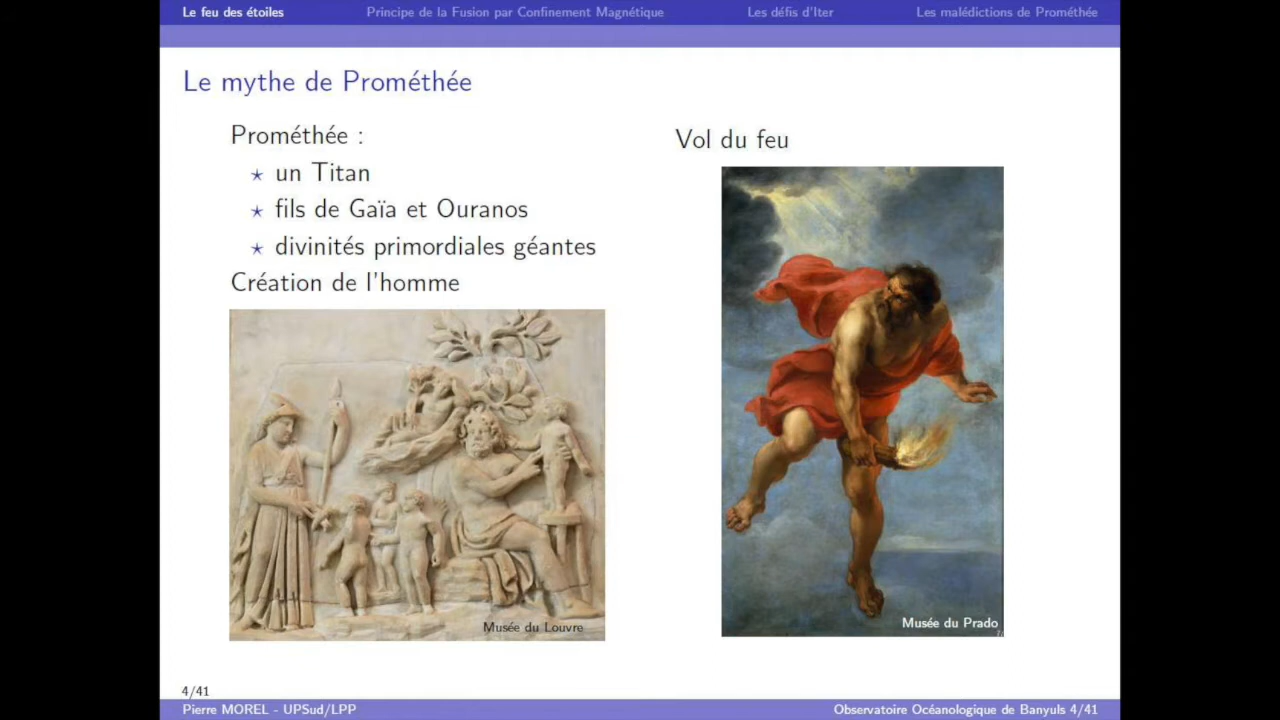 Le feu des étoiles Principe de la Fusion par Confinement Magnétique Les défis d'Iter Les malédictions de Prométhée
Le mythe de Prométhée
Prométhée :
⋆ un Titan
⋆ fils de Gaïa et Ouranos
⋆ divinités primordiales géantes
Création de l'homme
Musée du Louvre
Vol du feu
Musée du Prado
4/41
Pierre MOREL - UPSud/LPP Observatoire Océanologique de Banyuls 4/41